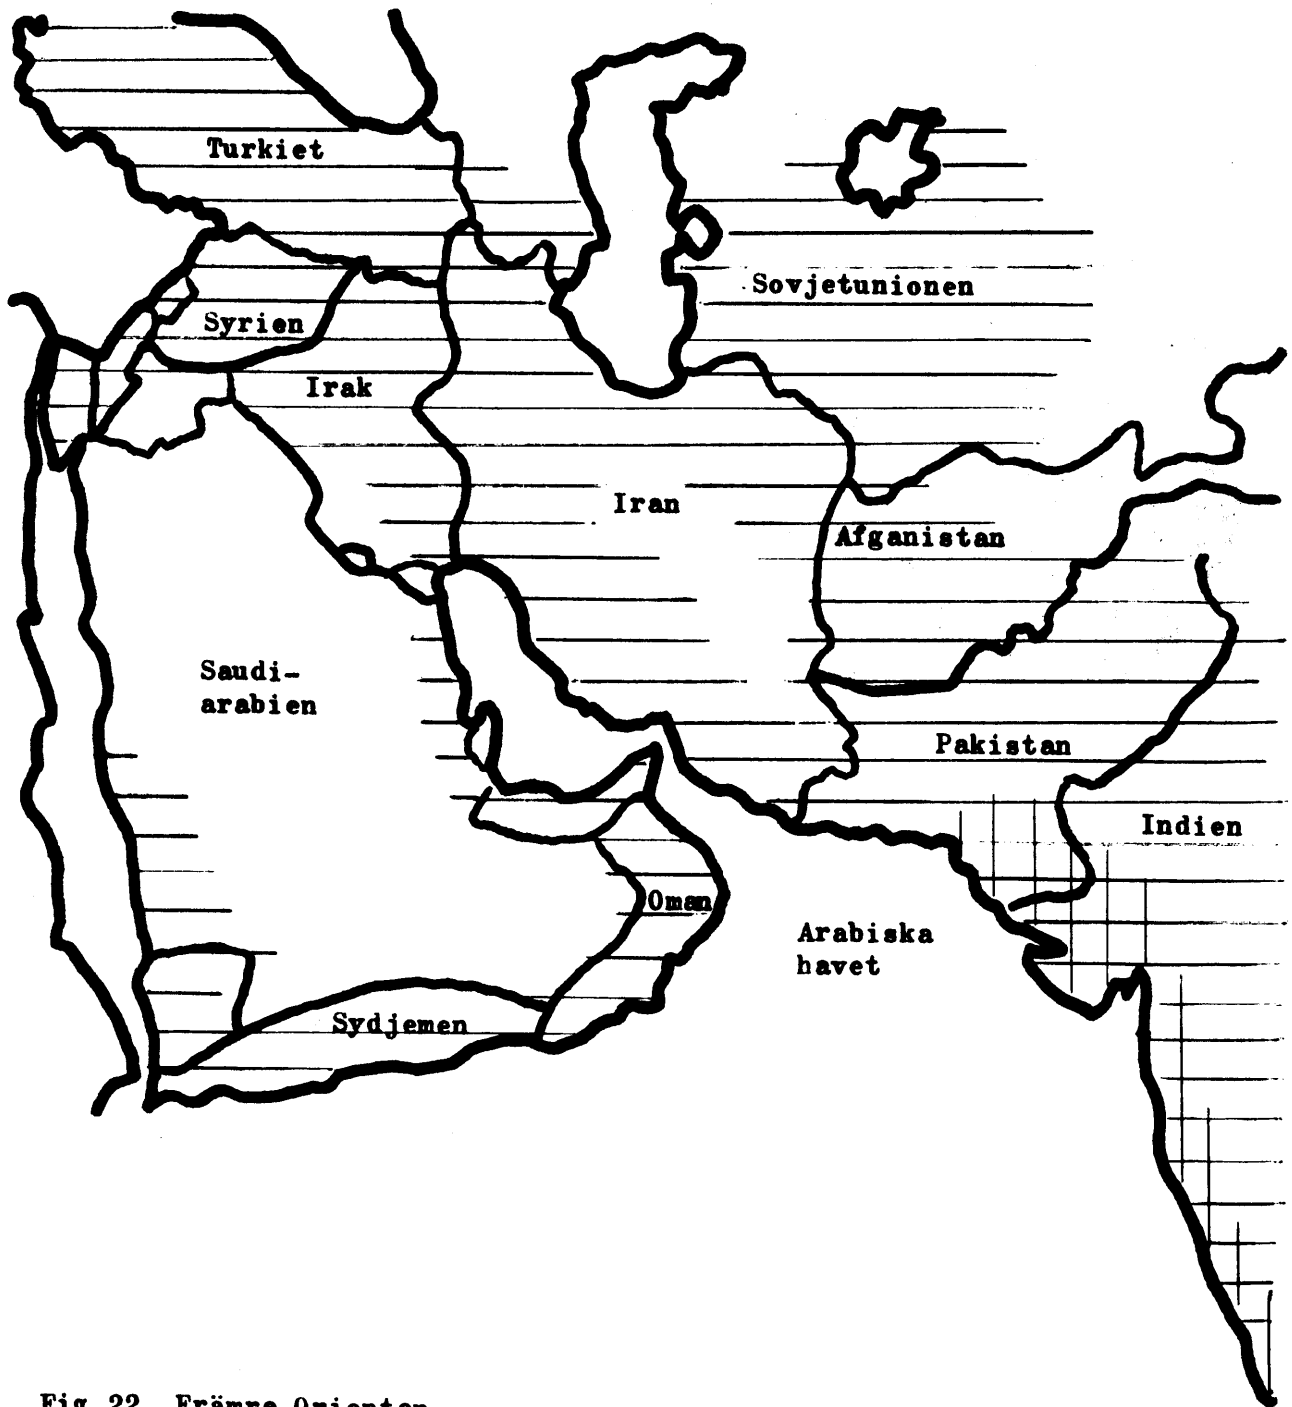 Turkiet
Sovjetunionen
Syrien
Irak
Iran
Afganistan
Saudi-
arabien
Pakistan
Indien
Oman
Arabiska
havet
Sydjemen
Fig 22 Främre Orienten